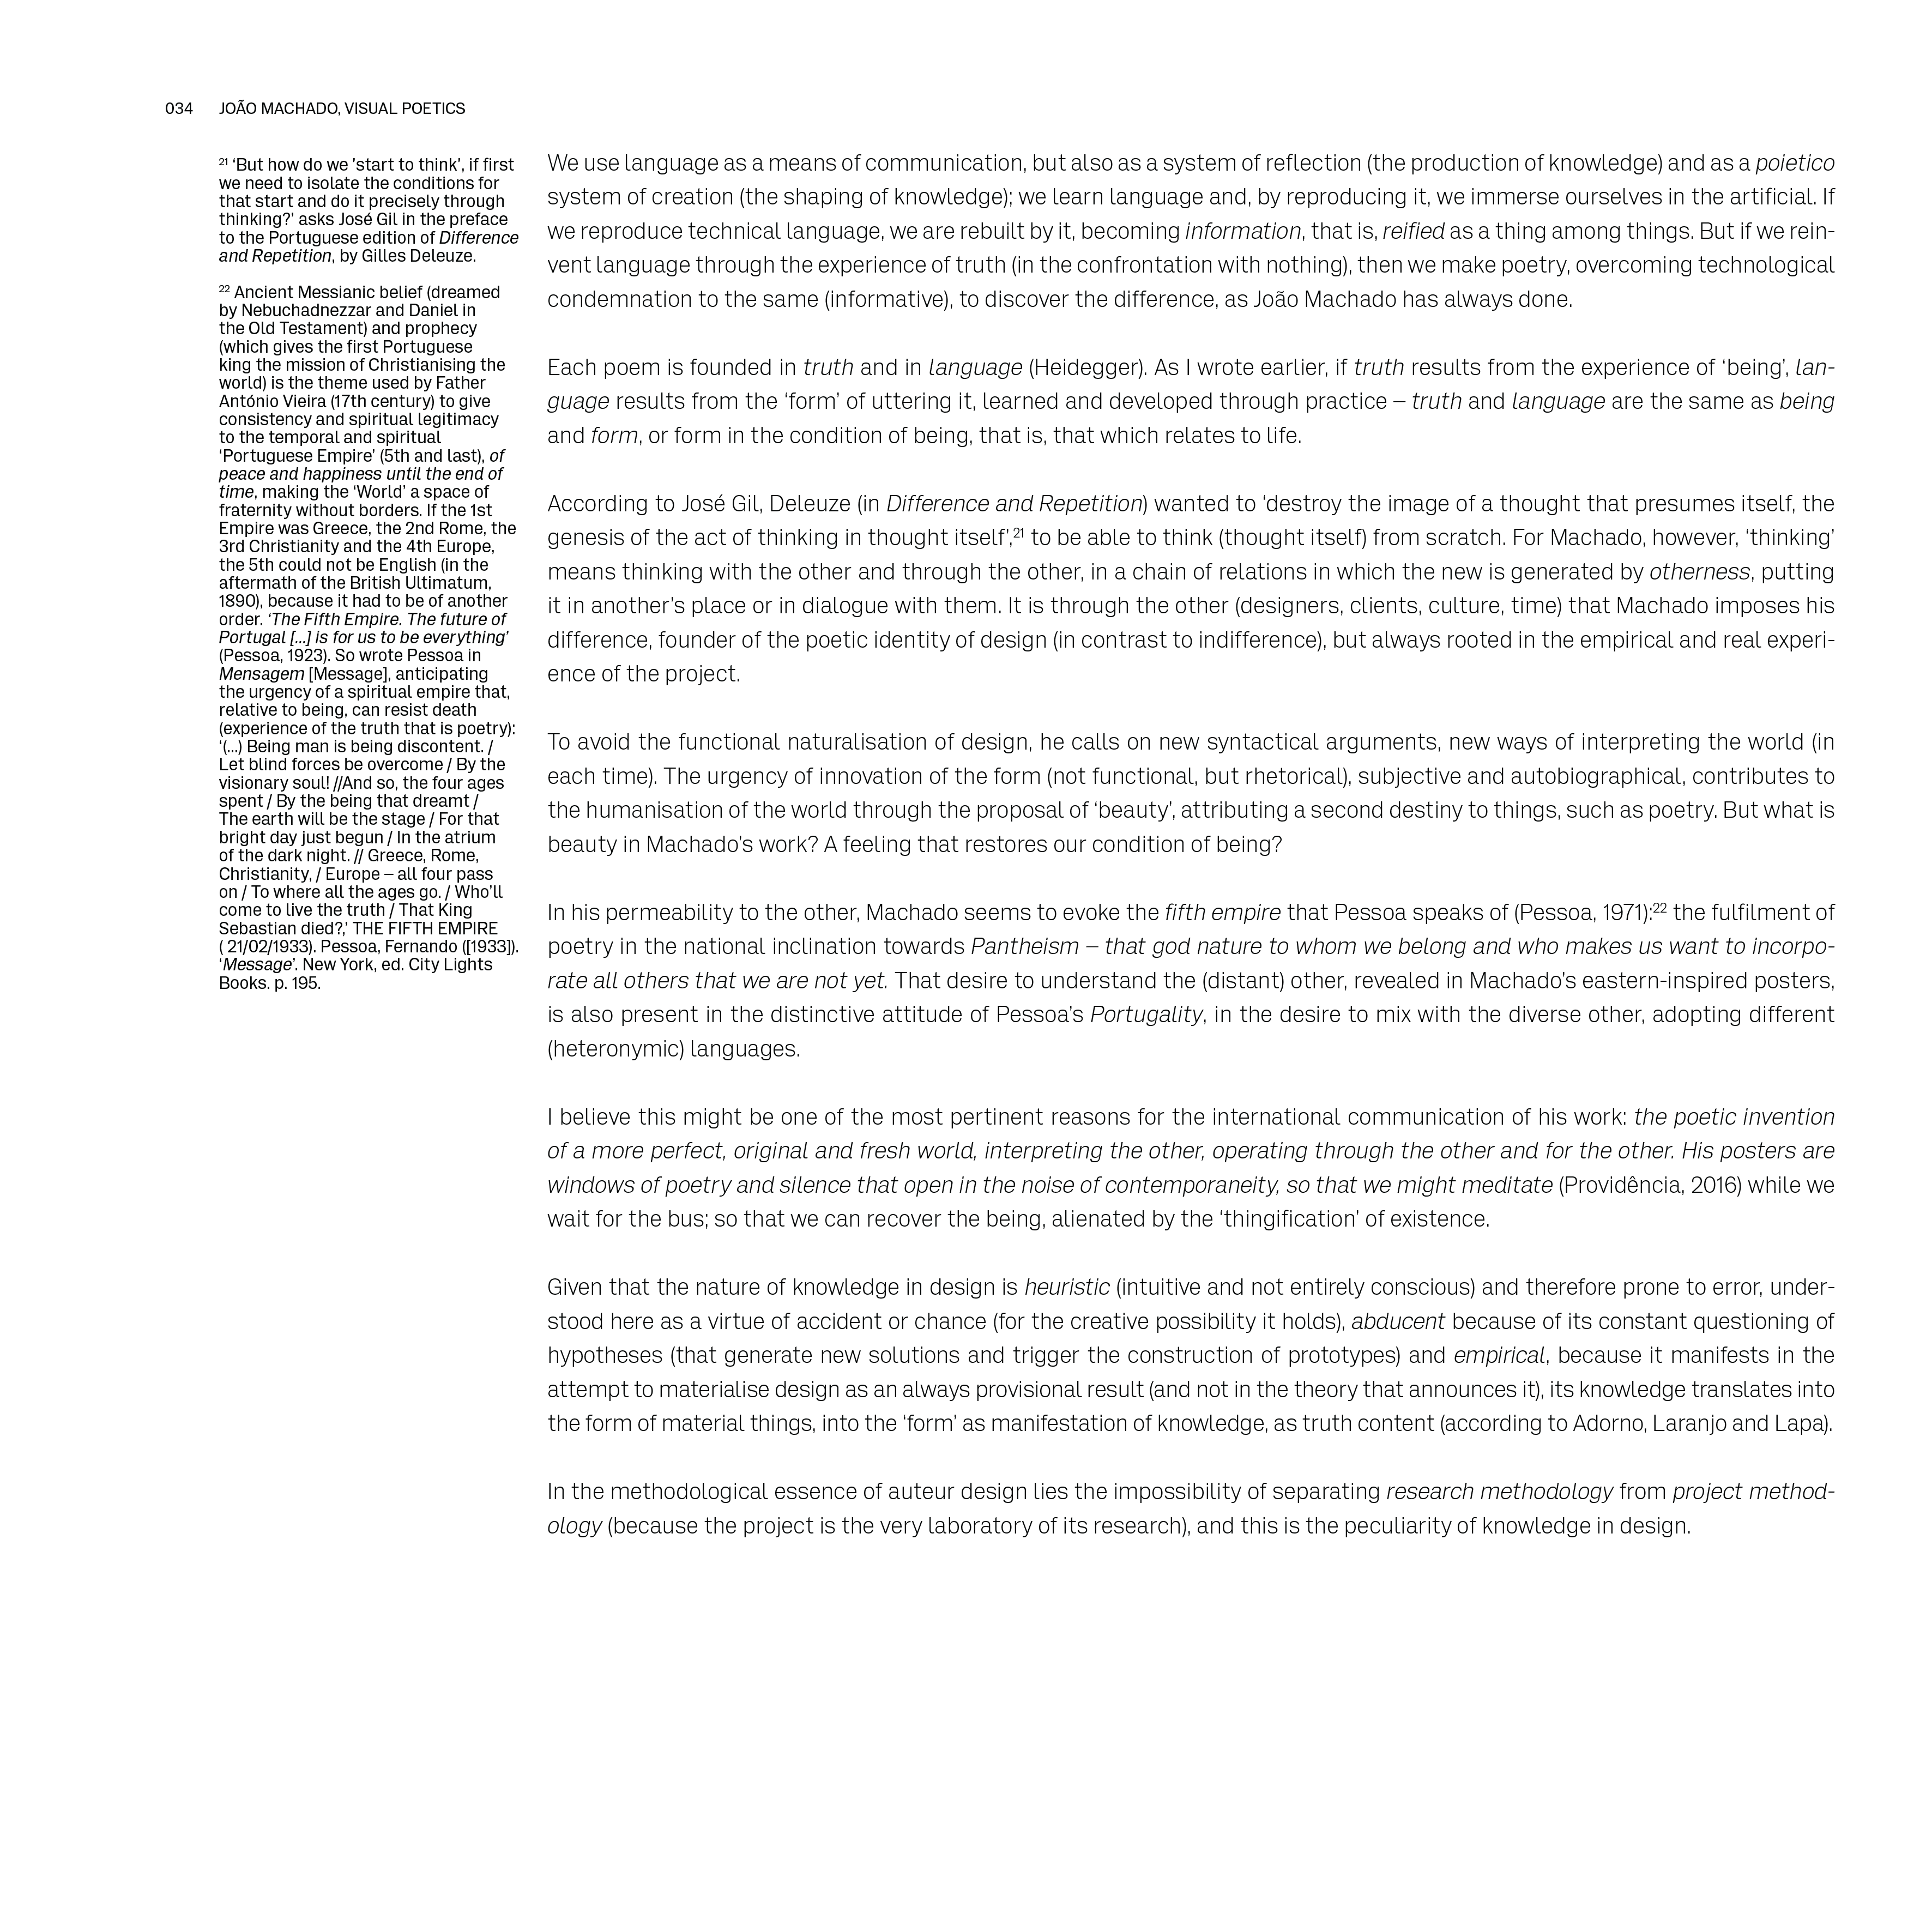 034 JOÃO MACHADO, VISUAL POETICS
²¹ ‘But how do we ’start to think’, if first
we need to isolate the conditions for
that start and do it precisely through
thinking?’ asks José Gil in the preface
to the Portuguese edition of Difference
and Repetition, by Gilles Deleuze.
²² Ancient Messianic belief (dreamed
by Nebuchadnezzar and Daniel in
the Old Testament) and prophecy
(which gives the first Portuguese
king the mission of Christianising the
world) is the theme used by Father
António Vieira (17th century) to give
consistency and spiritual legitimacy
to the temporal and spiritual
‘Portuguese Empire’ (5th and last), of
peace and happiness until the end of
time, making the ‘World’ a space of
fraternity without borders. If the 1st
Empire was Greece, the 2nd Rome, the
3rd Christianity and the 4th Europe,
the 5th could not be English (in the
aftermath of the British Ultimatum,
1890), because it had to be of another
order. ‘The Fifth Empire. The future of
Portugal [...] is for us to be everything’
(Pessoa, 1923). So wrote Pessoa in
Mensagem [Message], anticipating
the urgency of a spiritual empire that,
relative to being, can resist death
(experience of the truth that is poetry):
‘(...) Being man is being discontent. /
Let blind forces be overcome / By the
visionary soul! //And so, the four ages
spent / By the being that dreamt /
The earth will be the stage / For that
bright day just begun / In the atrium
of the dark night. // Greece, Rome,
Christianity, / Europe – all four pass
on / To where all the ages go. / Who’ll
come to live the truth / That King
Sebastian died?,’ THE FIFTH EMPIRE
( 21/02/1933). Pessoa, Fernando ([1933]).
‘Message’. New York, ed. City Lights
Books. p. 195.
We use language as a means of communication, but also as a system of reflection (the production of knowledge) and as a poietico
system of creation (the shaping of knowledge); we learn language and, by reproducing it, we immerse ourselves in the artificial. If
we reproduce technical language, we are rebuilt by it, becoming information, that is, reified as a thing among things. But if we rein-
vent language through the experience of truth (in the confrontation with nothing), then we make poetry, overcoming technological
condemnation to the same (informative), to discover the difference, as João Machado has always done.
Each poem is founded in truth and in language (Heidegger). As I wrote earlier, if truth results from the experience of ‘being’, lan-
guage results from the ‘form’ of uttering it, learned and developed through practice – truth and language are the same as being
and form, or form in the condition of being, that is, that which relates to life.
According to José Gil, Deleuze (in Difference and Repetition) wanted to ‘destroy the image of a thought that presumes itself, the
genesis of the act of thinking in thought itself’,²¹ to be able to think (thought itself) from scratch. For Machado, however, ‘thinking’
means thinking with the other and through the other, in a chain of relations in which the new is generated by otherness, putting
it in another’s place or in dialogue with them. It is through the other (designers, clients, culture, time) that Machado imposes his
difference, founder of the poetic identity of design (in contrast to indifference), but always rooted in the empirical and real experi-
ence of the project.
To avoid the functional naturalisation of design, he calls on new syntactical arguments, new ways of interpreting the world (in
each time). The urgency of innovation of the form (not functional, but rhetorical), subjective and autobiographical, contributes to
the humanisation of the world through the proposal of ‘beauty’, attributing a second destiny to things, such as poetry. But what is
beauty in Machado’s work? A feeling that restores our condition of being?
In his permeability to the other, Machado seems to evoke the fifth empire that Pessoa speaks of (Pessoa, 1971):²² the fulfilment of
poetry in the national inclination towards Pantheism – that god nature to whom we belong and who makes us want to incorpo-
rate all others that we are not yet. That desire to understand the (distant) other, revealed in Machado’s eastern-inspired posters,
is also present in the distinctive attitude of Pessoa’s Portugality, in the desire to mix with the diverse other, adopting different
(heteronymic) languages.
I believe this might be one of the most pertinent reasons for the international communication of his work: the poetic invention
of a more perfect, original and fresh world, interpreting the other, operating through the other and for the other. His posters are
windows of poetry and silence that open in the noise of contemporaneity, so that we might meditate (Providência, 2016) while we
wait for the bus; so that we can recover the being, alienated by the ‘thingification’ of existence.
Given that the nature of knowledge in design is heuristic (intuitive and not entirely conscious) and therefore prone to error, under-
stood here as a virtue of accident or chance (for the creative possibility it holds), abducent because of its constant questioning of
hypotheses (that generate new solutions and trigger the construction of prototypes) and empirical, because it manifests in the
attempt to materialise design as an always provisional result (and not in the theory that announces it), its knowledge translates into
the form of material things, into the ‘form’ as manifestation of knowledge, as truth content (according to Adorno, Laranjo and Lapa).
In the methodological essence of auteur design lies the impossibility of separating research methodology from project method-
ology (because the project is the very laboratory of its research), and this is the peculiarity of knowledge in design.